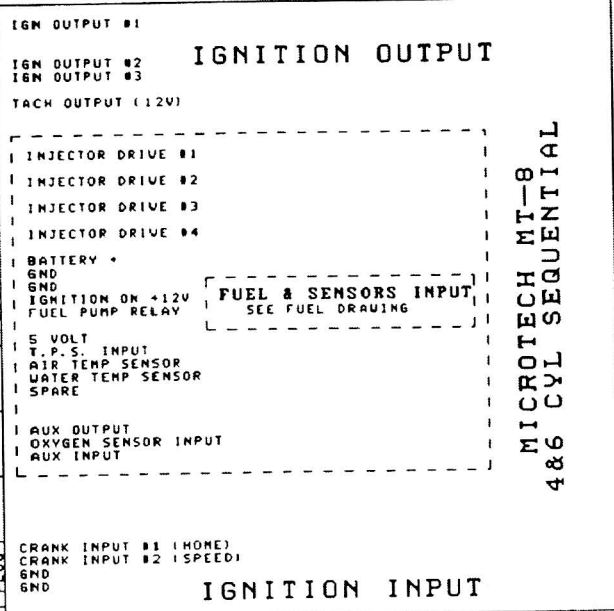 IGN OUTPUT #1
IGNITION OUTPUT
IGN OUTPUT #2
IGN OUTPUT #3
TACH OUTPUT (12V)
INJECTOR DRIVE #1
INJECTOR DRIVE #2
INJECTOR DRIVE #3
INJECTOR DRIVE #4
BATTERY +
GND
GND
IGNITION ON +12V
FUEL PUMP RELAY
FUEL & SENSORS INPUT
SEE FUEL DRAWING
5 VOLT
T.P.S. INPUT
AIR TEMP SENSOR
WATER TEMP SENSOR
SPARE
AUX OUTPUT
OXYGEN SENSOR INPUT
AUX INPUT
CRANK INPUT #1 (HOME)
CRANK INPUT #2 (SPEED)
GND
GND
IGNITION INPUT
MICROTECH MT-8
4&6 CYL SEQUENTIAL